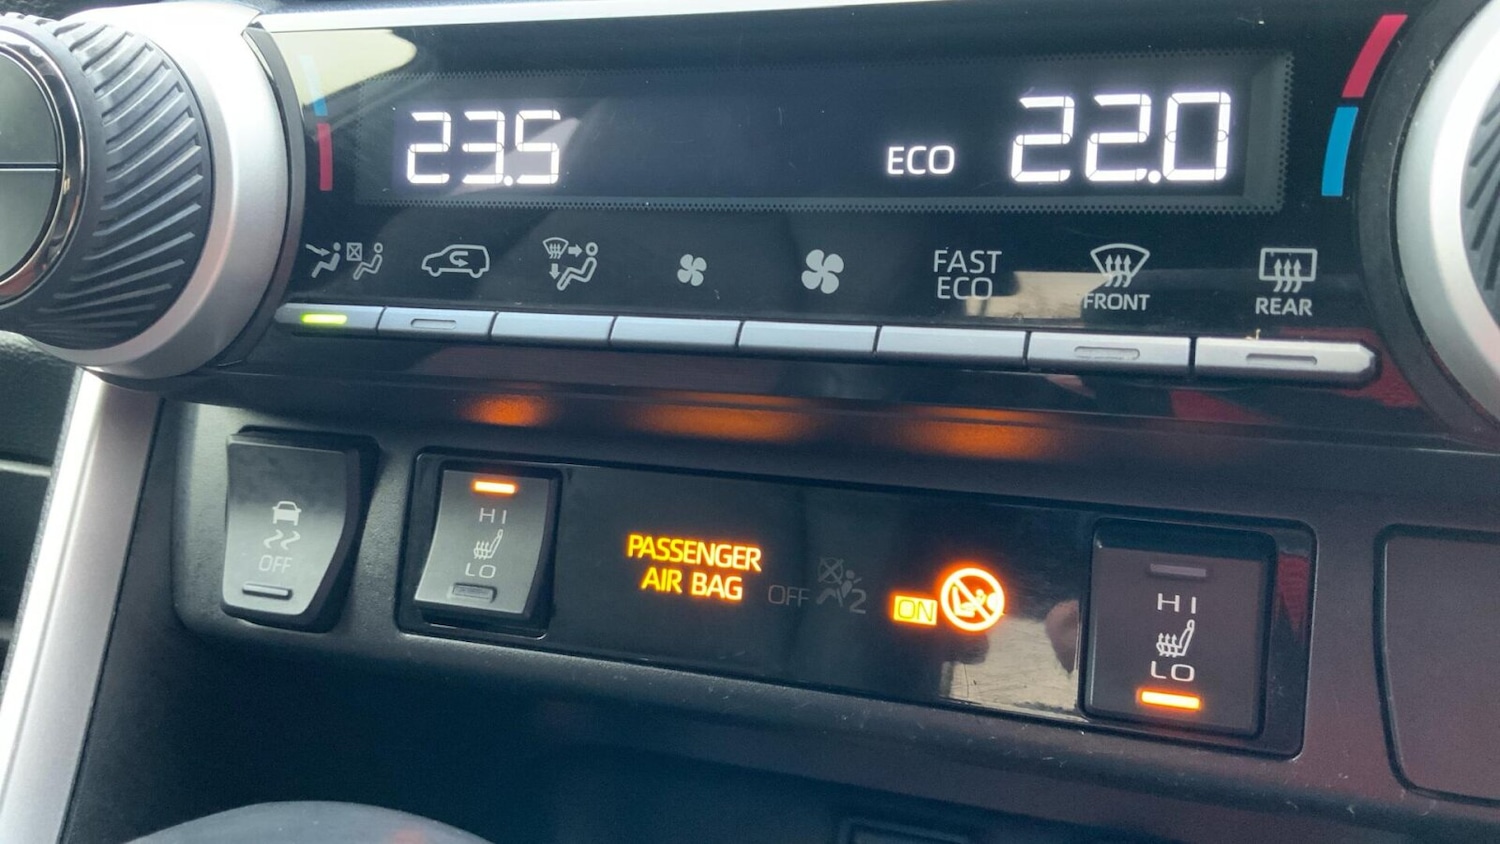 23.5
ECO
22.0
FAST
ECO
FRONT
REAR
OFF
HI
LO
PASSENGER
AIR BAG
OFF
2
ON
HI
LO